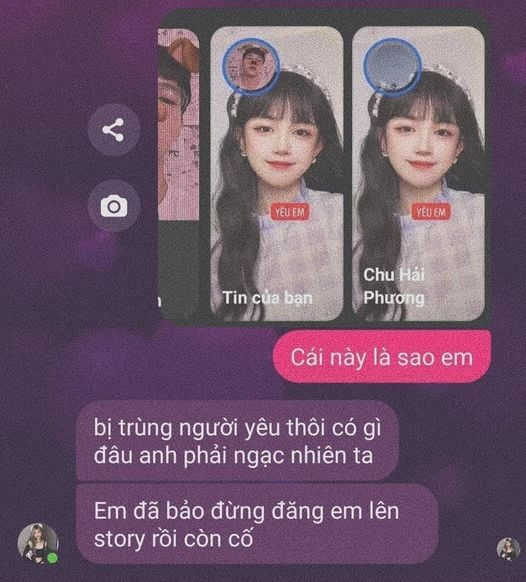 YÊU EM
YÊU EM
Tin của bạn
Chu Hải
Phương
Cái này là sao em
bị trùng người yêu thôi có gì
đâu anh phải ngạc nhiên ta
Em đã bảo đừng đăng em lên
story rồi còn cố